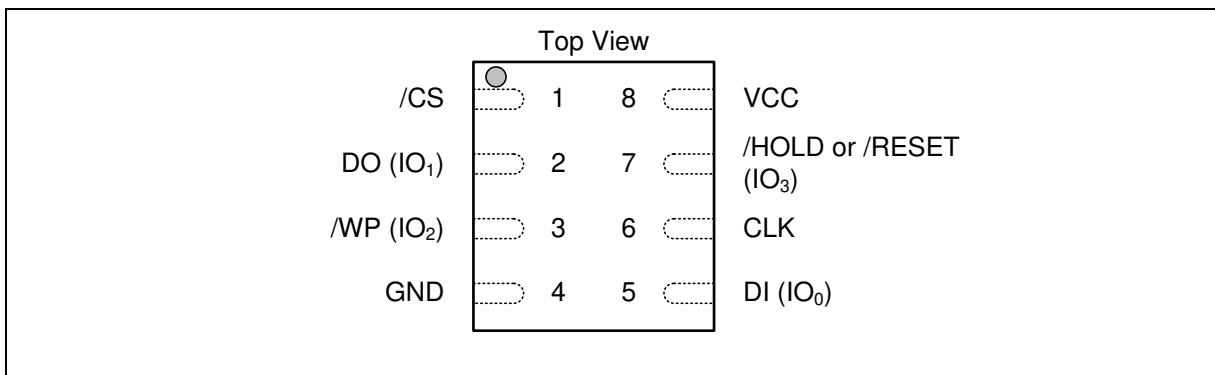 Top View
/CS 1 8 VCC
DO (IO₁) 2 7 /HOLD or /RESET
(IO₃)
/WP (IO₂) 3 6 CLK
GND 4 5 DI (IO₀)